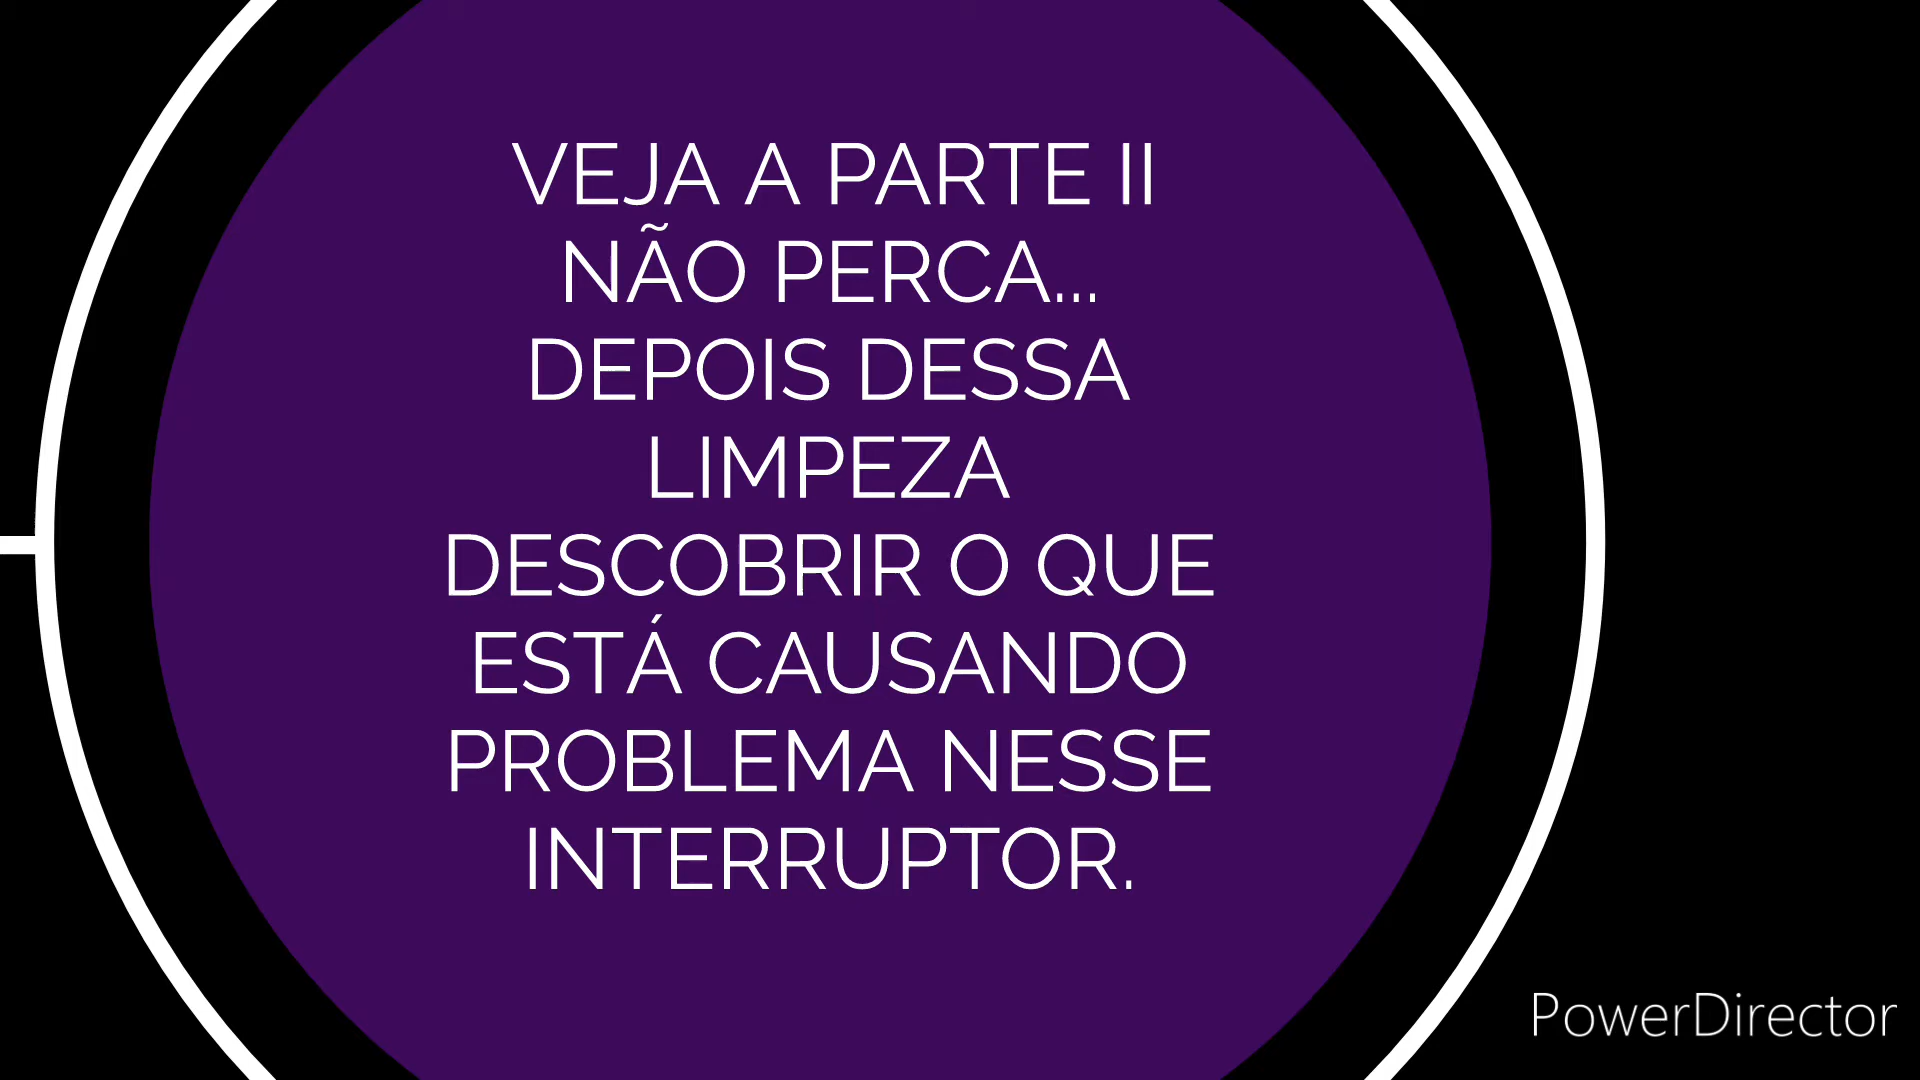 VEJA A PARTE II
NÃO PERCA...
DEPOIS DESSA
LIMPEZA
DESCOBRIR O QUE
ESTÁ CAUSANDO
PROBLEMA NESSE
INTERRUPTOR.
PowerDirector